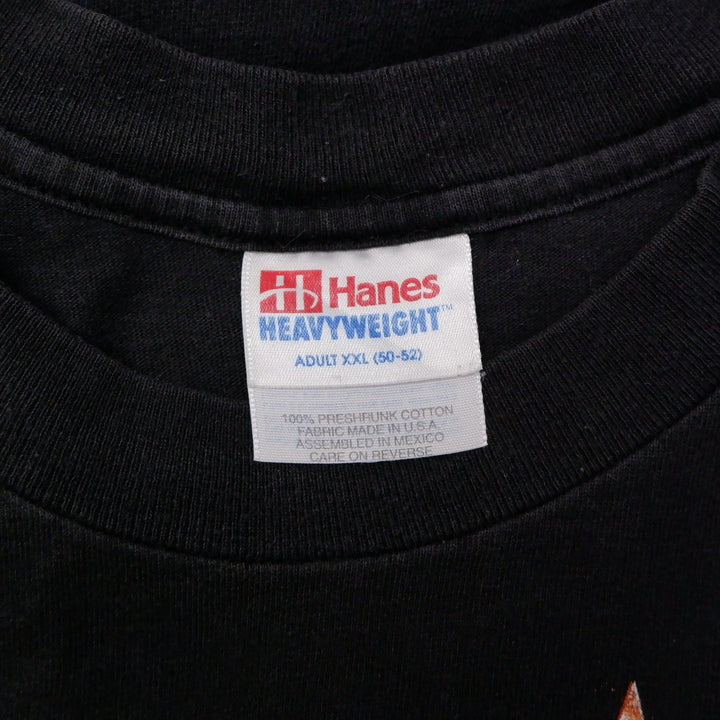 Hanes
HEAVYWEIGHT™
ADULT XXL (50-52)
100% PRESHRUNK COTTON
FABRIC MADE IN U.S.A.
ASSEMBLED IN MEXICO
CARE ON REVERSE